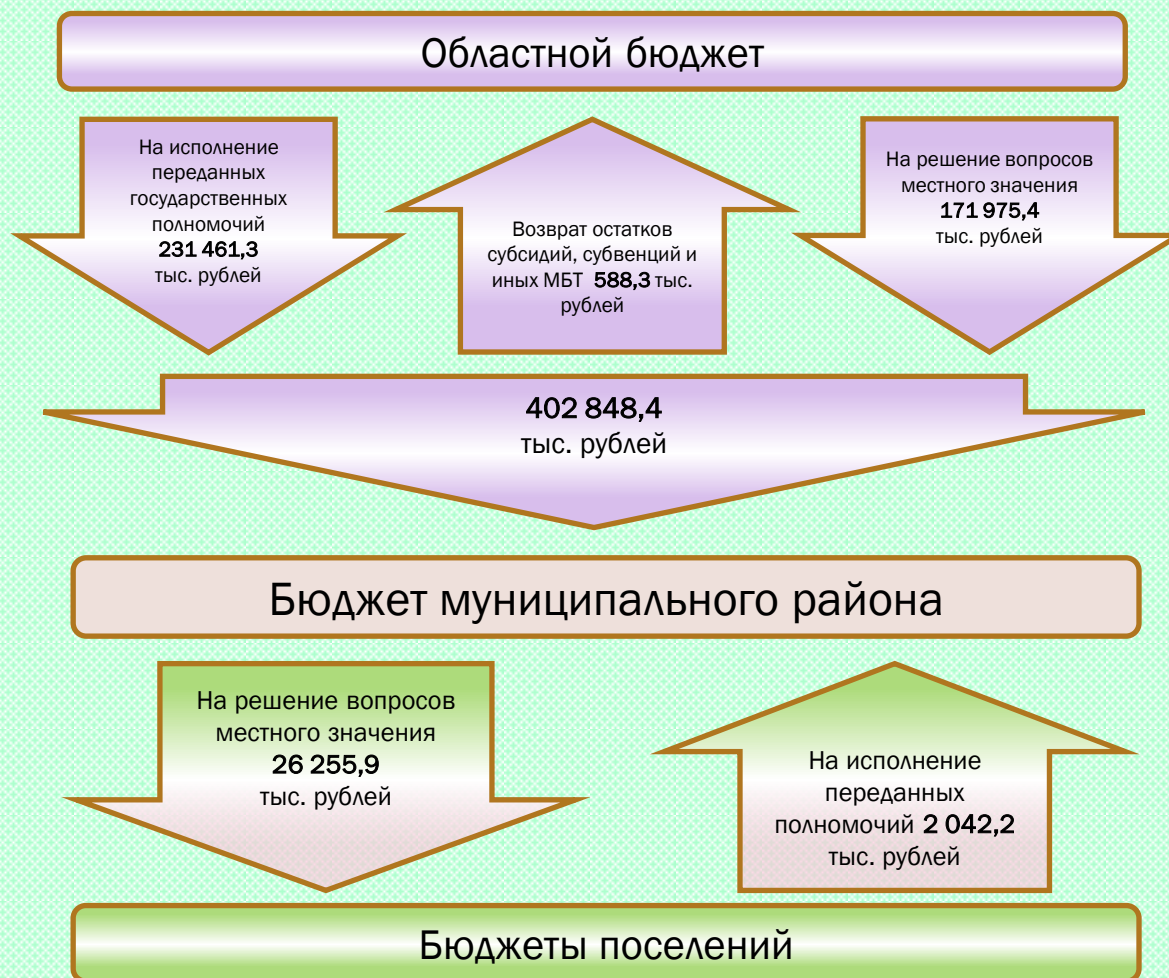 Областной бюджет
На исполнение
переданных
государственных
полномочий
231 461,3
тыс. рублей
Возврат остатков
субсидий, субвенций и
иных МБТ 588,3 тыс.
рублей
На решение вопросов
местного значения
171 975,4
тыс. рублей
402 848,4
тыс. рублей
Бюджет муниципального района
На решение вопросов
местного значения
26 255,9
тыс. рублей
На исполнение
переданных
полномочий 2 042,2
тыс. рублей
Бюджеты поселений